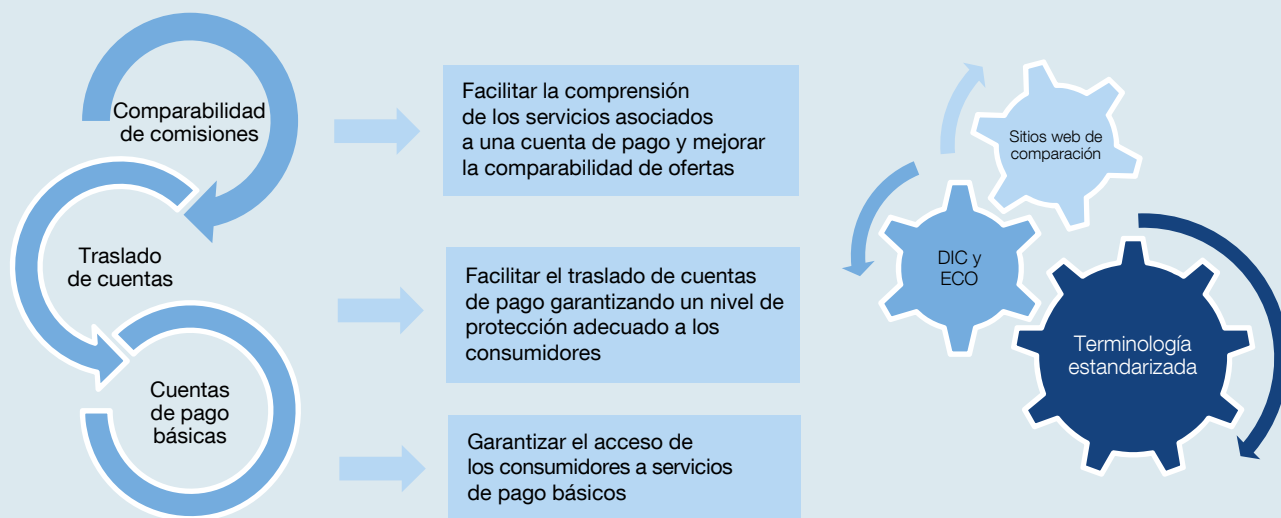 Comparabilidad
de comisiones
Facilitar la comprensión
de los servicios asociados
a una cuenta de pago y mejorar
la comparabilidad de ofertas
Traslado
de cuentas
Facilitar el traslado de cuentas
de pago garantizando un nivel de
protección adecuado a los
consumidores
Cuentas
de pago
básicas
Garantizar el acceso de
los consumidores a servicios
de pago básicos
Sitios web de
comparación
DIC y
ECO
Terminología
estandarizada